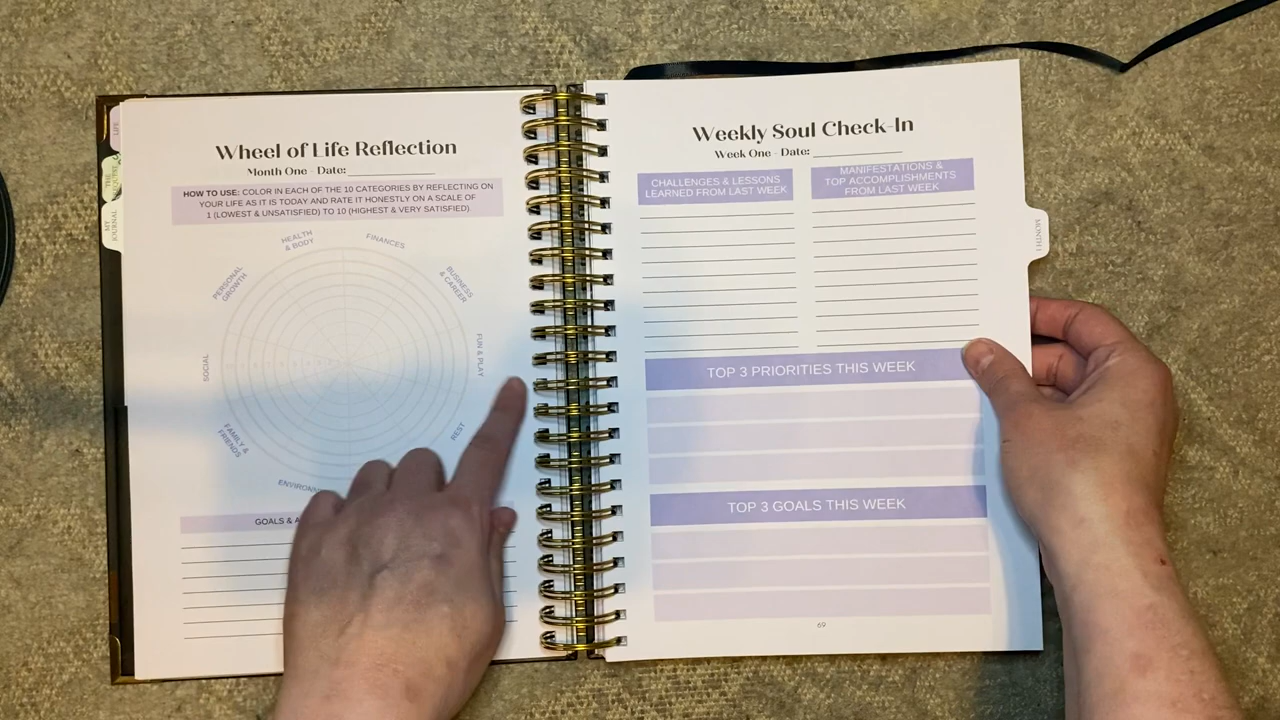 Wheel of Life Reflection
Month One - Date:
HOW TO USE: COLOR IN EACH OF THE 10 CATEGORIES BY REFLECTING ON
YOUR LIFE AS IT IS TODAY AND RATE IT HONESTLY ON A SCALE OF
1 (LOWEST & UNSATISFIED) TO 10 (HIGHEST & VERY SATISFIED)
HEALTH
& BODY
FINANCES
BUSINESS
& CAREER
FUN & PLAY
REST
ENVIRONM
FAMILY &
FRIENDS
SOCIAL
PERSONAL
GROWTH
GOALS & A
LIFE
THE
MY
JOURNAL
Weekly Soul Check-In
Week One - Date:
CHALLENGES & LESSONS
LEARNED FROM LAST WEEK
MANIFESTATIONS &
TOP ACCOMPLISHMENTS
FROM LAST WEEK
TOP 3 PRIORITIES THIS WEEK
TOP 3 GOALS THIS WEEK
69
MONTH 1